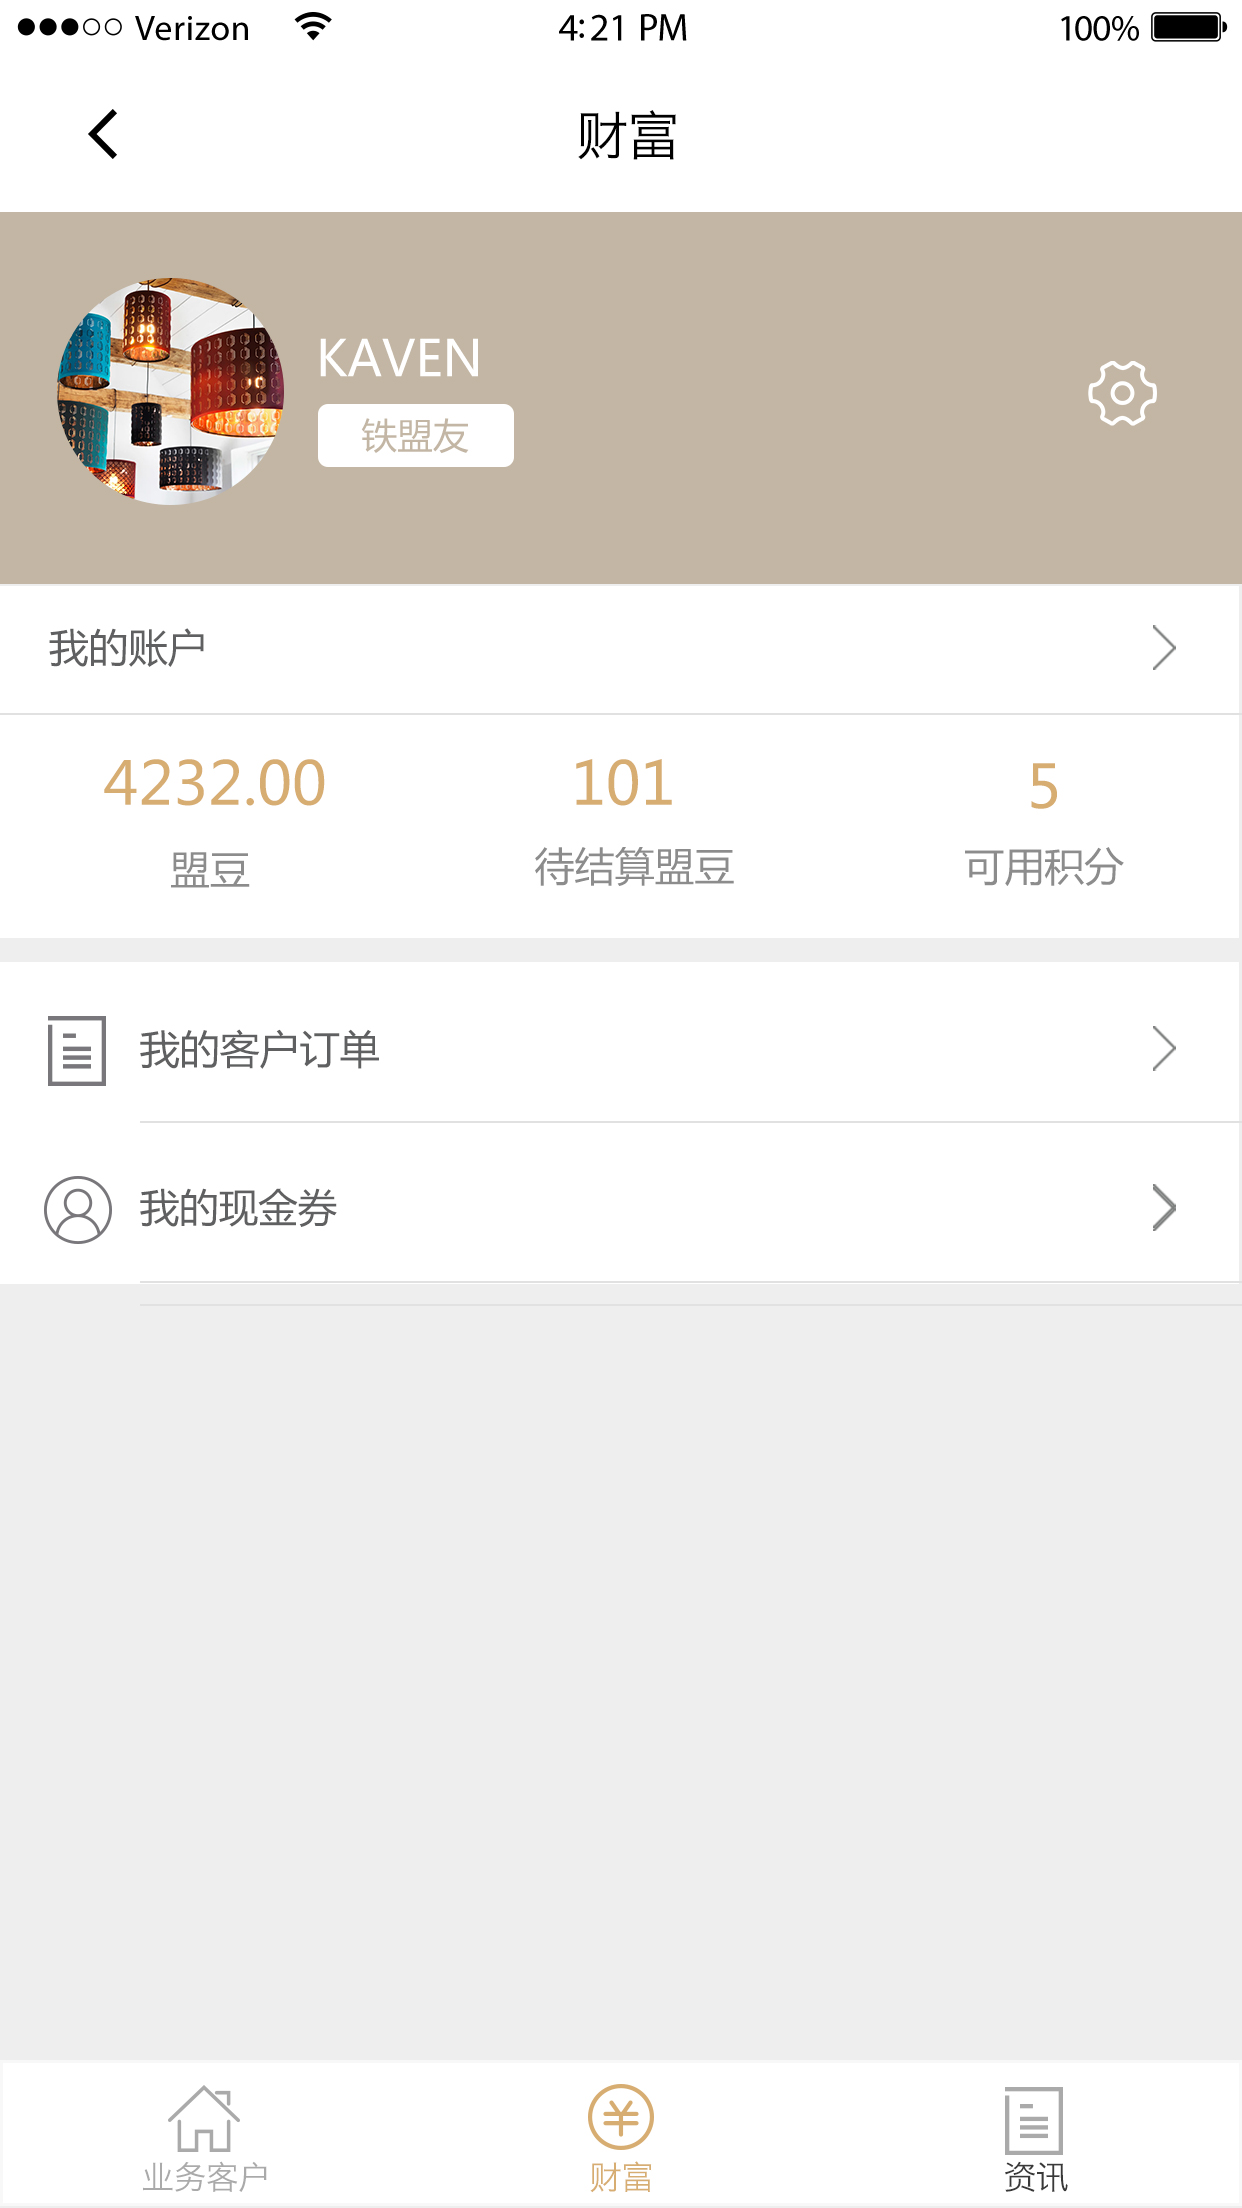 Verizon 4:21 PM 100%
财富
KAVEN
铁盟友
我的账户
4232.00 101 5
盟豆 待结算盟豆 可用积分
我的客户订单
我的现金券
业务客户 财富 资讯